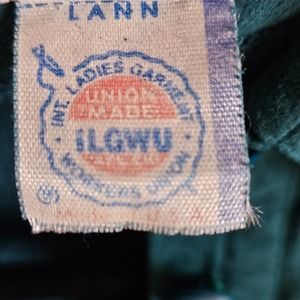 LANN
INT. LADIES GARMENT
UNION
MADE
ILGWU
WORKERS UNION
®